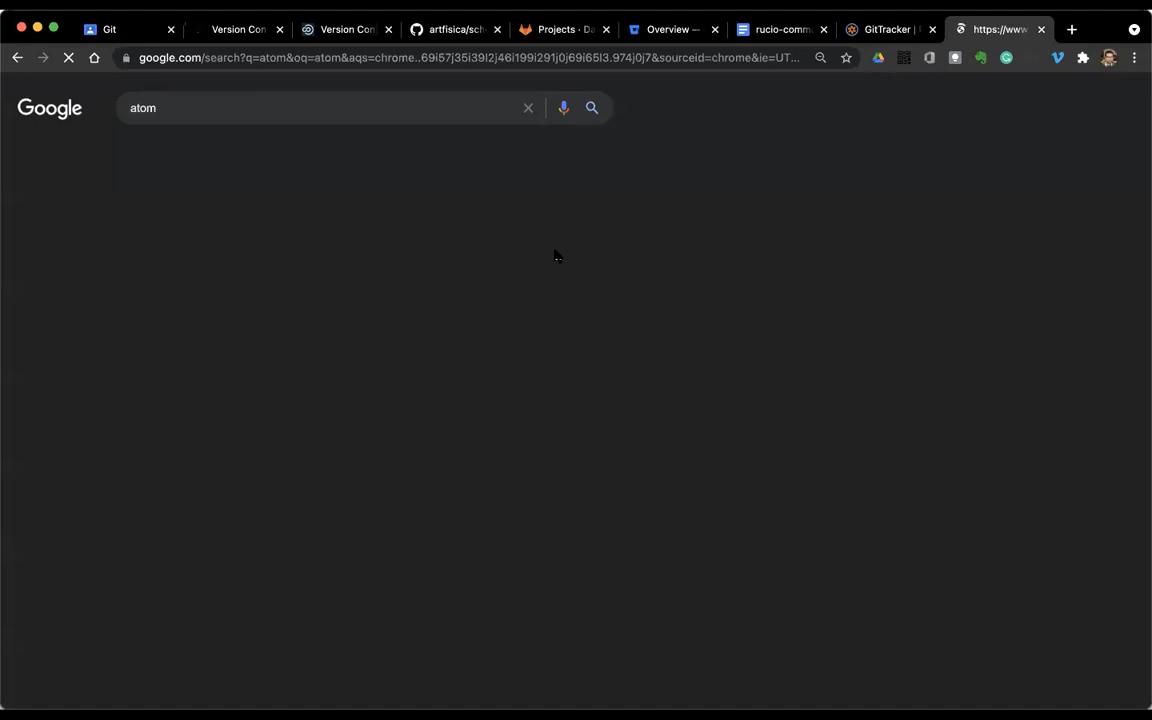 Git
Version Con
Version Con
artfisica/sch
Projects · Da
Overview —
rucio-comm
GitTracker |
https://www
google.com/search?q=atom&oq=atom&aqs=chrome..69i57j35i39l2j46i199i291j0j69i65l3.974j0j7&sourceid=chrome&ie=UT...
Google
atom